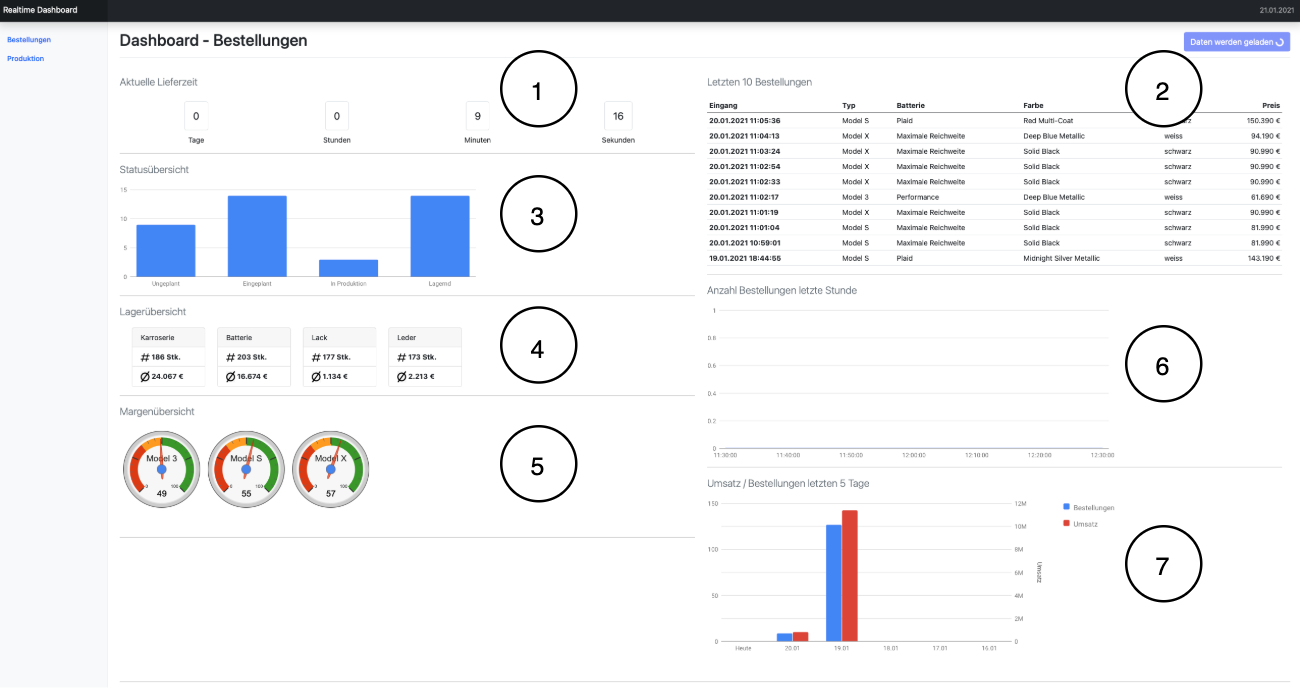 Realtime Dashboard
21.01.2021
Bestellungen
Produktion
Dashboard - Bestellungen
Daten werden geladen
Aktuelle Lieferzeit
0 0 9 16
Tage Stunden Minuten Sekunden
1
Statusübersicht
15
10
5
0
Ungeplant Eingeplant In Produktion Lagernd
3
Lagerübersicht
Karroserie Batterie Lack Leder
# 186 Stk. # 203 Stk. # 177 Stk. # 173 Stk.
Ø 24.067 € Ø 16.674 € Ø 1.134 € Ø 2.213 €
4
Margenübersicht
Model 3 Model S Model X
0 100 0 100 0 100
49 55 57
5
Letzten 10 Bestellungen
2
Eingang Typ Batterie Farbe Preis
20.01.2021 11:05:36 Model S Plaid Red Multi-Coat 150.390 €
20.01.2021 11:04:13 Model X Maximale Reichweite Deep Blue Metallic weiss 94.190 €
20.01.2021 11:03:24 Model X Maximale Reichweite Solid Black schwarz 90.990 €
20.01.2021 11:02:54 Model X Maximale Reichweite Solid Black schwarz 90.990 €
20.01.2021 11:02:33 Model X Maximale Reichweite Solid Black schwarz 90.990 €
20.01.2021 11:02:17 Model 3 Performance Deep Blue Metallic weiss 61.690 €
20.01.2021 11:01:19 Model X Maximale Reichweite Solid Black schwarz 90.990 €
20.01.2021 11:01:04 Model S Maximale Reichweite Solid Black schwarz 81.990 €
20.01.2021 10:59:01 Model S Maximale Reichweite Solid Black schwarz 81.990 €
19.01.2021 18:44:55 Model S Plaid Midnight Silver Metallic weiss 143.190 €
Anzahl Bestellungen letzte Stunde
1
0.8
0.6
0.4
0.2
0
11:30:00 11:40:00 11:50:00 12:00:00 12:10:00 12:20:00 12:30:00
6
Umsatz / Bestellungen letzten 5 Tage
150
100
50
0
12M
10M
8M
6M
4M
2M
0
Umsatz
Heute 20.01 19.01 18.01 17.01 16.01
Bestellungen
Umsatz
7